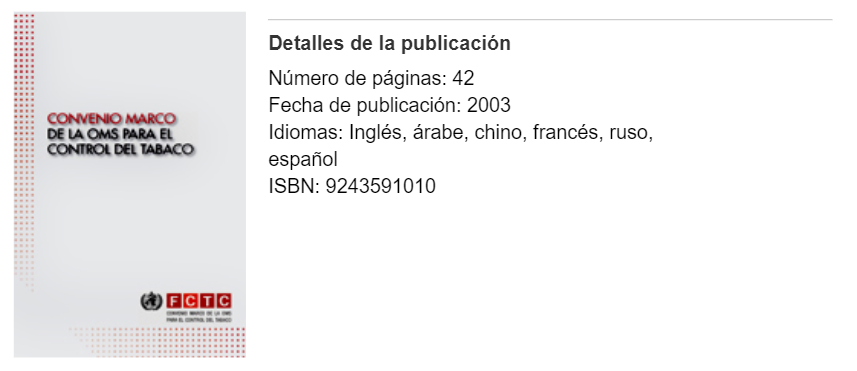 CONVENIO MARCO
DE LA OMS PARA EL
CONTROL DEL TABACO
FCTC
CONVENIO MARCO DE LA OMS
PARA EL CONTROL DEL TABACO
Detalles de la publicación
Número de páginas: 42
Fecha de publicación: 2003
Idiomas: Inglés, árabe, chino, francés, ruso,
español
ISBN: 9243591010